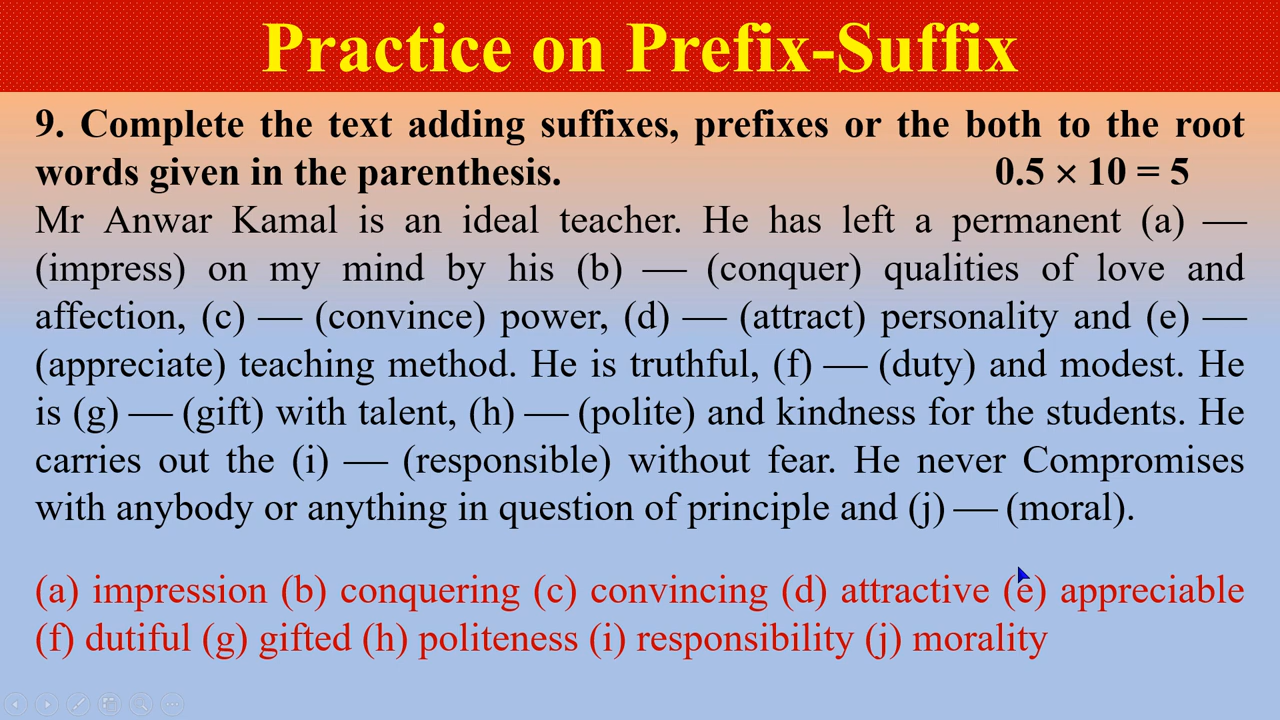 Practice on Prefix-Suffix
9. Complete the text adding suffixes, prefixes or the both to the root
words given in the parenthesis. 0.5 × 10 = 5
Mr Anwar Kamal is an ideal teacher. He has left a permanent (a) —
(impress) on my mind by his (b) — (conquer) qualities of love and
affection, (c) — (convince) power, (d) — (attract) personality and (e) —
(appreciate) teaching method. He is truthful, (f) — (duty) and modest. He
is (g) — (gift) with talent, (h) — (polite) and kindness for the students. He
carries out the (i) — (responsible) without fear. He never Compromises
with anybody or anything in question of principle and (j) — (moral).
(a) impression (b) conquering (c) convincing (d) attractive (e) appreciable
(f) dutiful (g) gifted (h) politeness (i) responsibility (j) morality